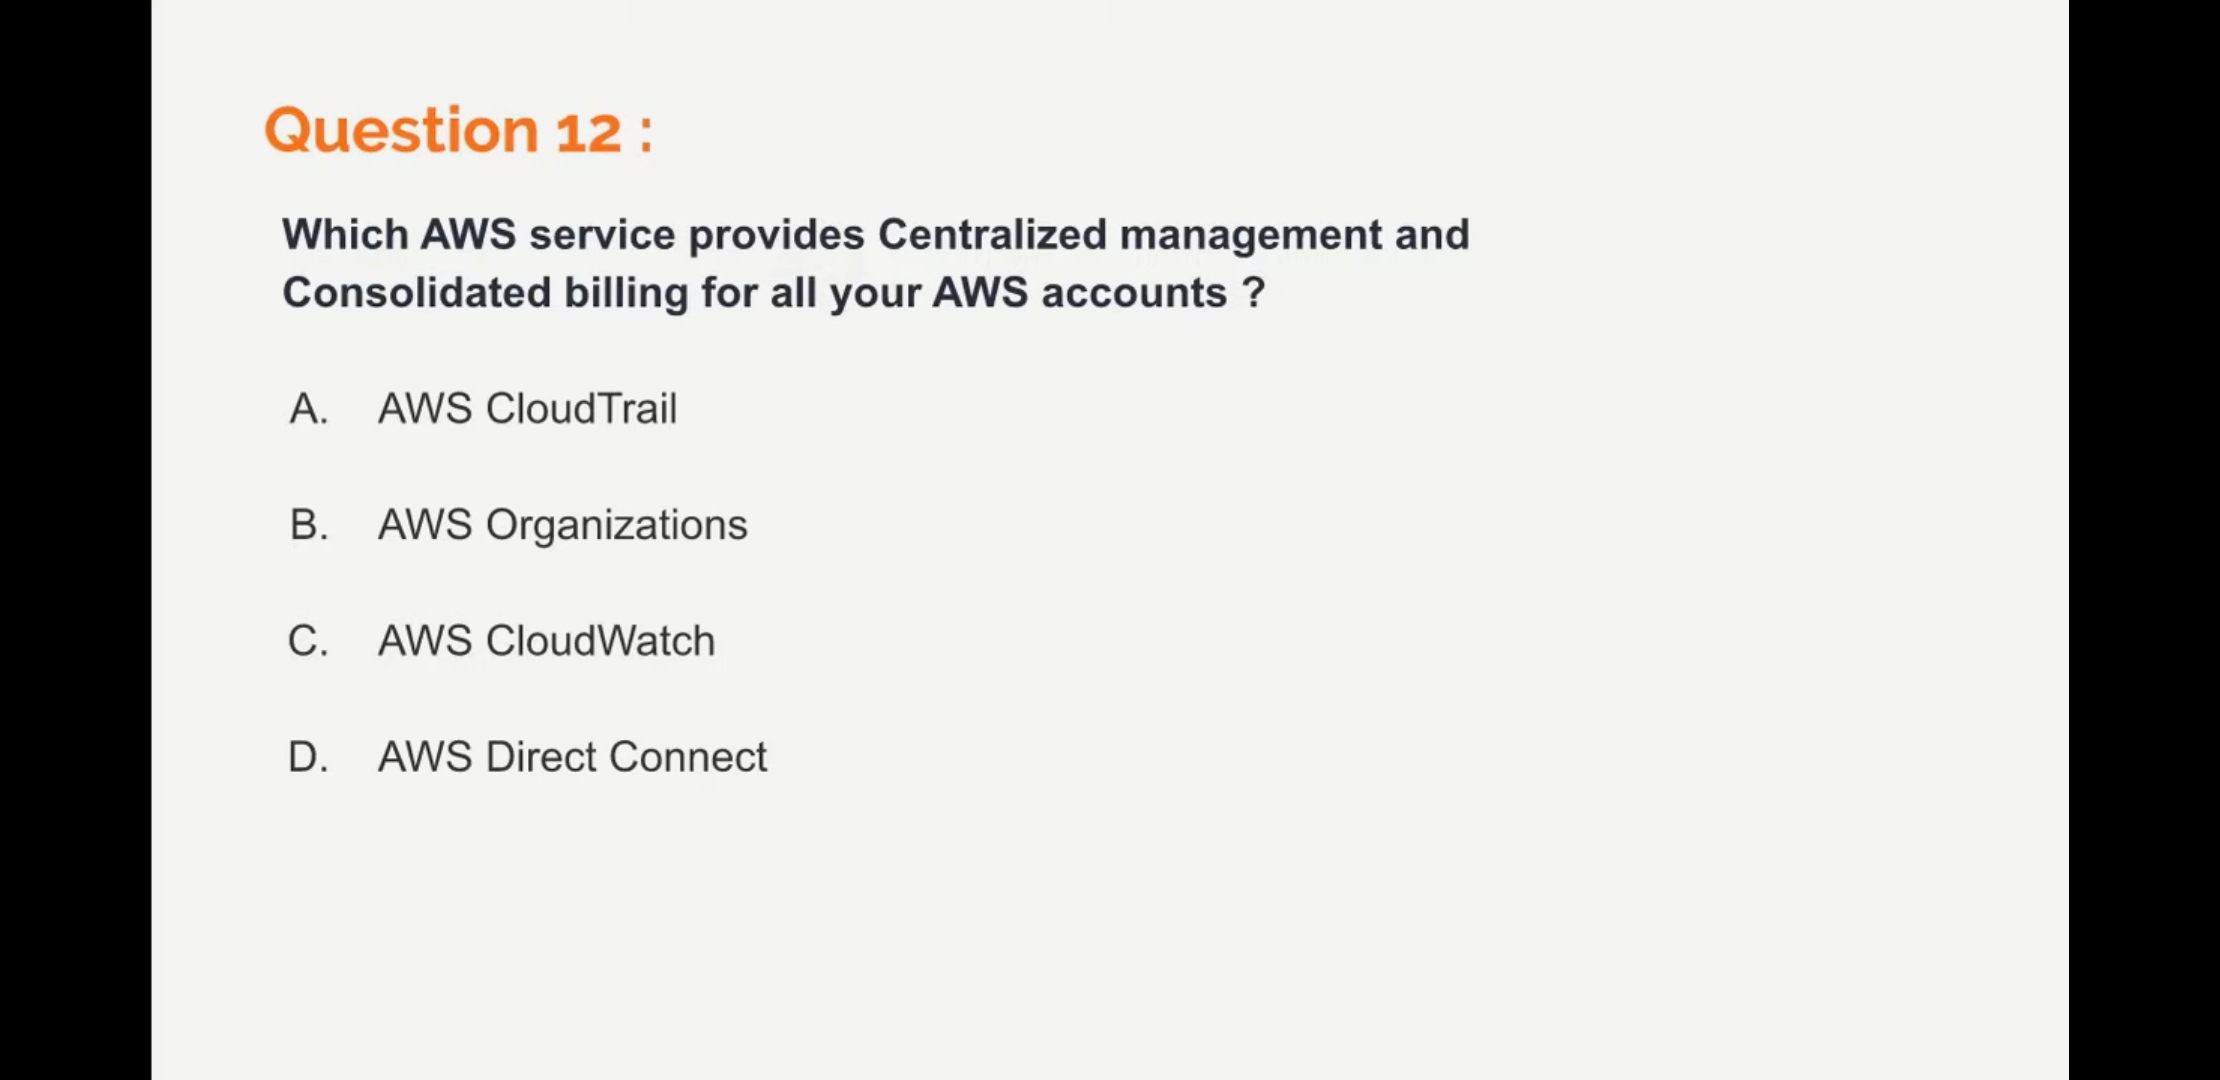 Question 12 :
Which AWS service provides Centralized management and
Consolidated billing for all your AWS accounts ?
A. AWS CloudTrail
B. AWS Organizations
C. AWS CloudWatch
D. AWS Direct Connect